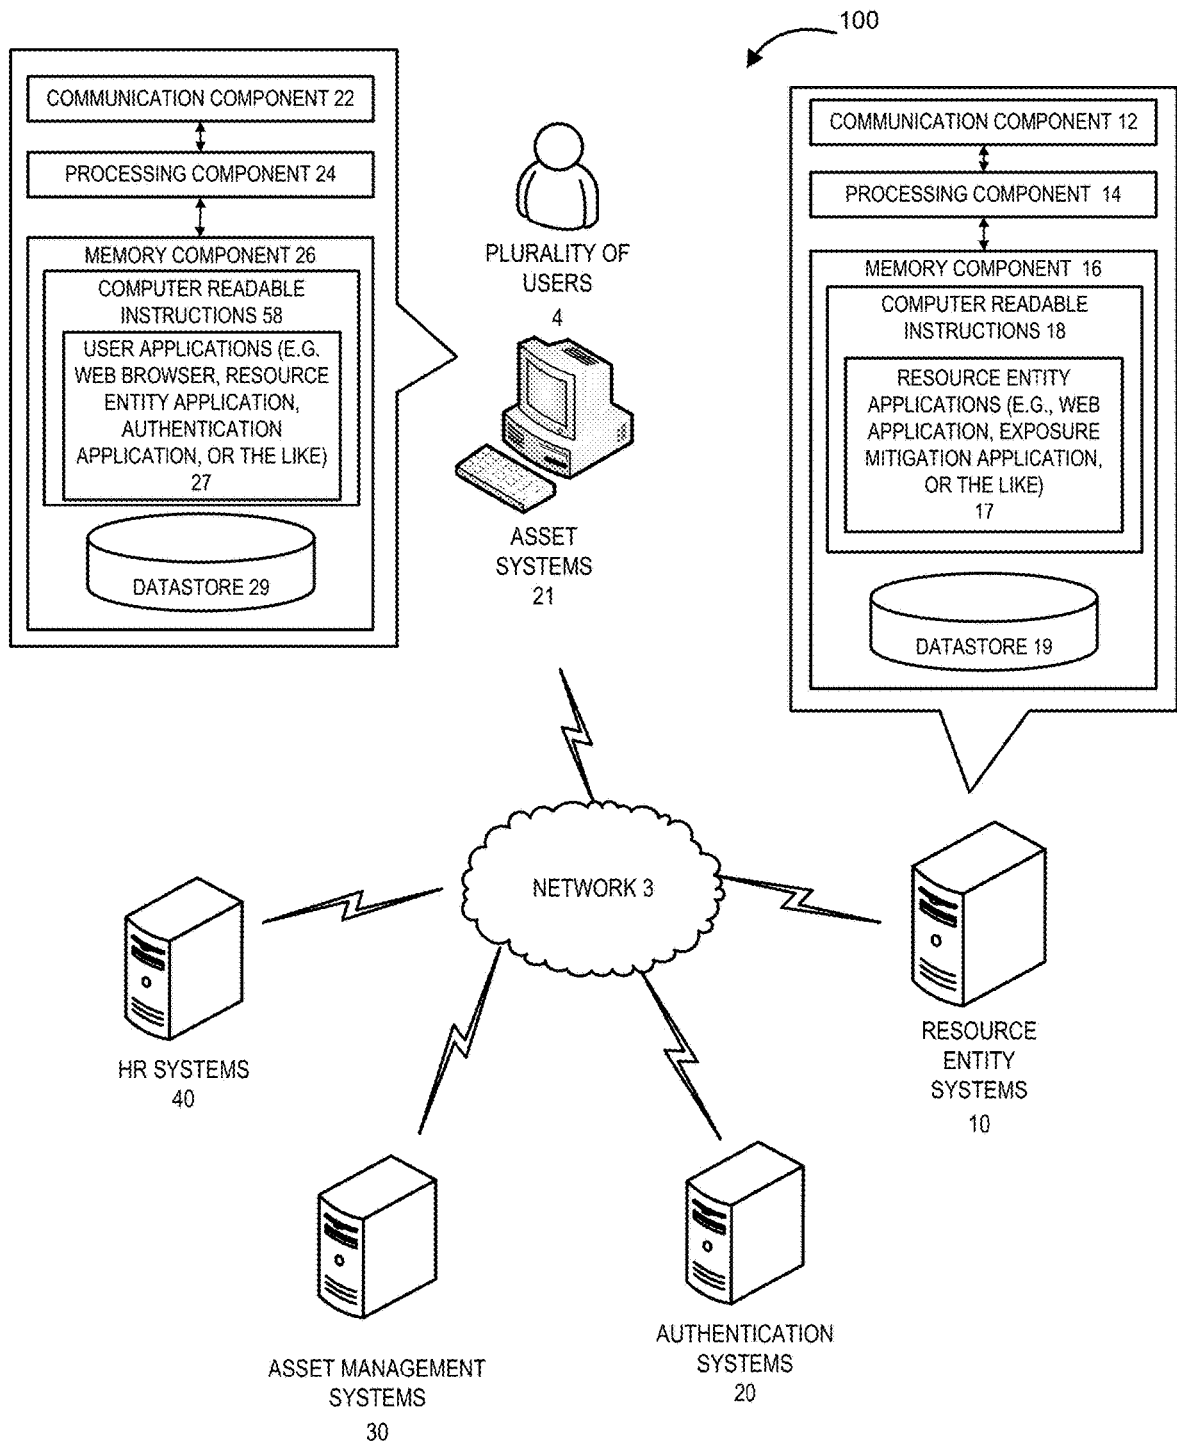 100
COMMUNICATION COMPONENT 22
PROCESSING COMPONENT 24
MEMORY COMPONENT 26
COMPUTER READABLE
INSTRUCTIONS 58
USER APPLICATIONS (E.G.
WEB BROWSER, RESOURCE
ENTITY APPLICATION,
AUTHENTICATION
APPLICATION, OR THE LIKE)
27
DATASTORE 29
PLURALITY OF
USERS
4
ASSET
SYSTEMS
21
COMMUNICATION COMPONENT 12
PROCESSING COMPONENT 14
MEMORY COMPONENT 16
COMPUTER READABLE
INSTRUCTIONS 18
RESOURCE ENTITY
APPLICATIONS (E.G., WEB
APPLICATION, EXPOSURE
MITIGATION APPLICATION,
OR THE LIKE)
17
DATASTORE 19
NETWORK 3
HR SYSTEMS
40
RESOURCE
ENTITY
SYSTEMS
10
ASSET MANAGEMENT
SYSTEMS
30
AUTHENTICATION
SYSTEMS
20